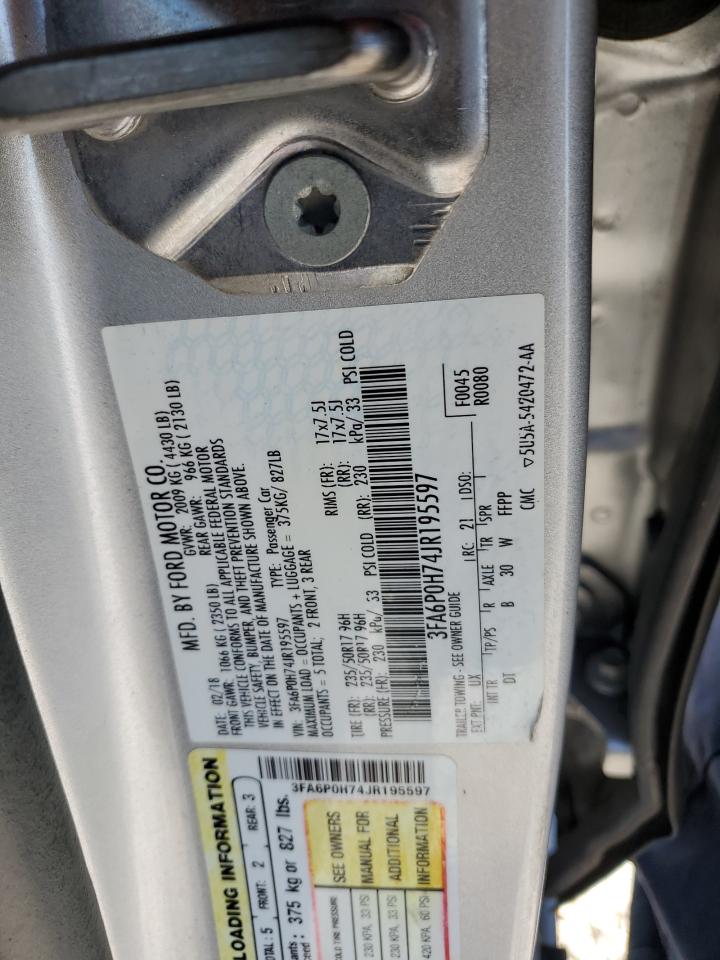 MFD. BY FORD MOTOR CO.
DATE: 02/18 GVWR: 2009 KG ( 4430 LB)
FRONT GAWR: 1066 KG ( 2350 LB) REAR GAWR: 966 KG ( 2130 LB)
THIS VEHICLE CONFORMS TO ALL APPLICABLE FEDERAL MOTOR
VEHICLE SAFETY, BUMPER, AND THEFT PREVENTION STANDARDS
IN EFFECT ON THE DATE OF MANUFACTURE SHOWN ABOVE.
VIN: 3FA6P0H74JR195597 TYPE: Passenger Car
MAXIMUM LOAD = OCCUPANTS + LUGGAGE = 375KG/ 827LB
OCCUPANTS = 5 TOTAL; 2 FRONT, 3 REAR
TIRE (FR): 235/50R17 96H RIMS (FR): 17x7.5J
(RR): 235/50R17 96H (RR): 17x7.5J
PRESSURE (FR): 230 kPa/ 33 PSI COLD (RR): 230 kPa/ 33 PSI COLD
3FA6P0H74JR195597
F0045
R0080
TRAILER TOWING - SEE OWNER GUIDE
EXT PNT: UX RC: 21 DSO:
INT TR TP/PS R AXLE TR SPR
DT B 30 W FFPP
CMC ▽5U5A-5420472-AA
LOADING INFORMATION
TOTAL: 5 FRONT: 2 REAR: 3
375 kg or 827 lbs.
3FA6P0H74JR195597
COLD TIRE PRESSURE SEE OWNERS
230 KPA, 33 PSI MANUAL FOR
230 KPA, 33 PSI ADDITIONAL
420 KPA, 60 PSI INFORMATION